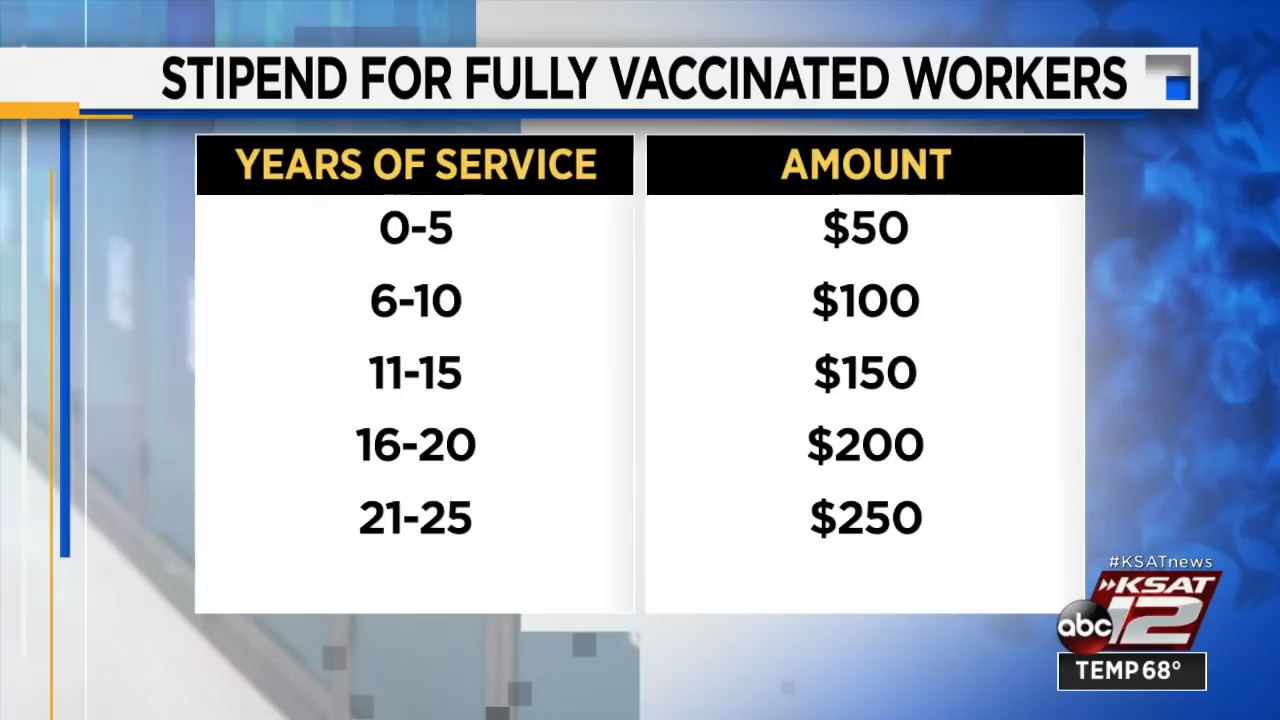 STIPEND FOR FULLY VACCINATED WORKERS
YEARS OF SERVICE AMOUNT
0-5 $50
6-10 $100
11-15 $150
16-20 $200
21-25 $250
#KSATnews
KSAT
abc 12
TEMP 68°